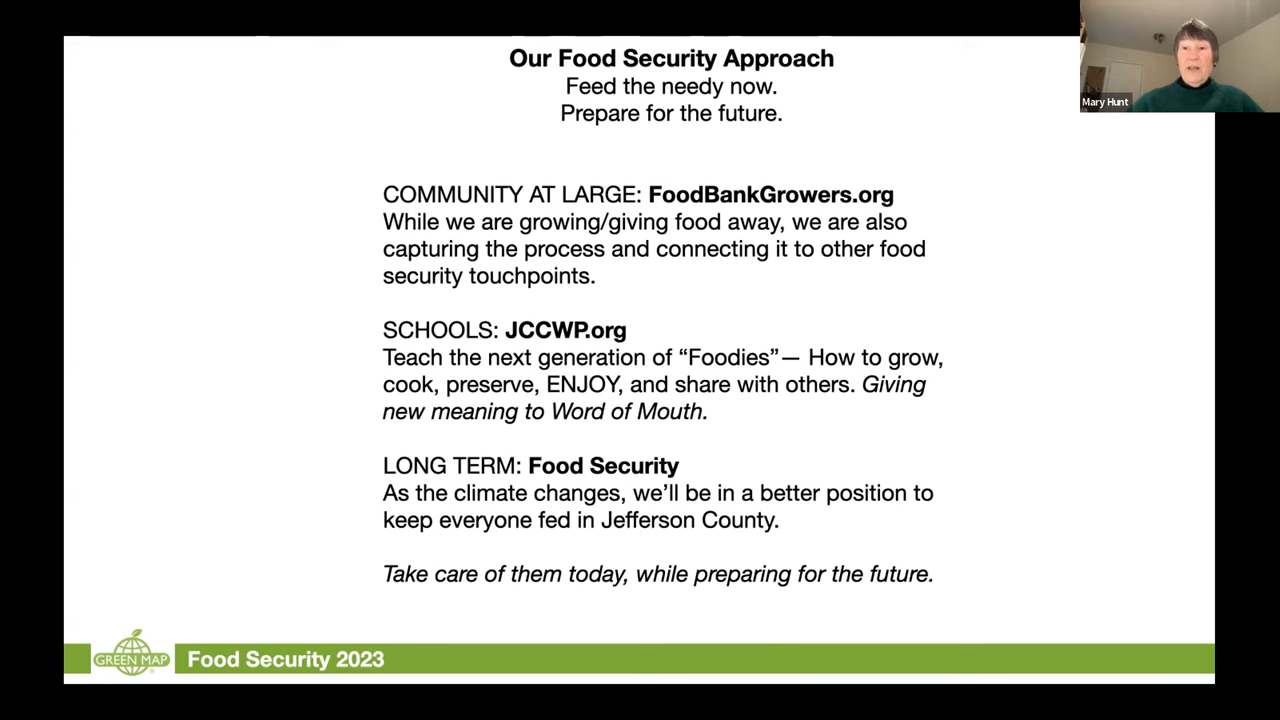 Our Food Security Approach
Feed the needy now.
Prepare for the future.
Mary Hunt
COMMUNITY AT LARGE: FoodBankGrowers.org
While we are growing/giving food away, we are also
capturing the process and connecting it to other food
security touchpoints.
SCHOOLS: JCCWP.org
Teach the next generation of “Foodies”— How to grow,
cook, preserve, ENJOY, and share with others. Giving
new meaning to Word of Mouth.
LONG TERM: Food Security
As the climate changes, we’ll be in a better position to
keep everyone fed in Jefferson County.
Take care of them today, while preparing for the future.
GREEN MAP
Food Security 2023